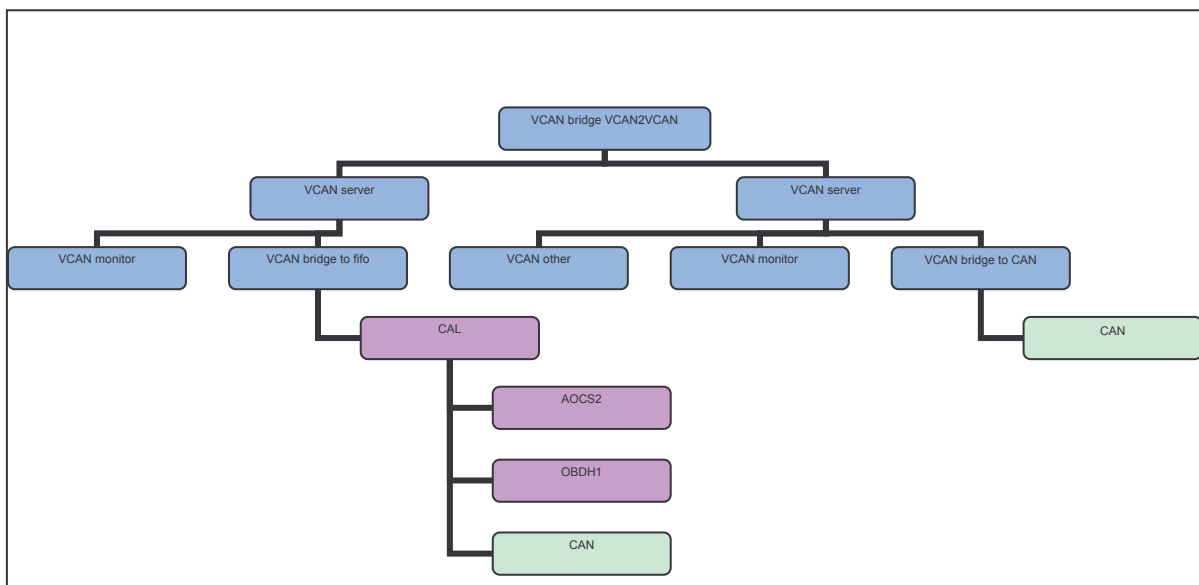 VCAN bridge VCAN2VCAN
VCAN server
VCAN server
VCAN monitor
VCAN bridge to fifo
VCAN other
VCAN monitor
VCAN bridge to CAN
CAL
CAN
AOCS2
OBDH1
CAN